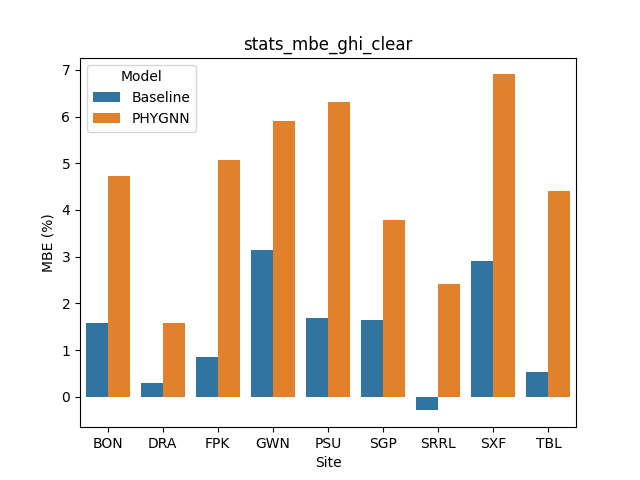 stats_mbe_ghi_clear
Model
Baseline
PHYGNN
MBE (%)
7
6
5
4
3
2
1
0
BON DRA FPK GWN PSU SGP SRRL SXF TBL
Site